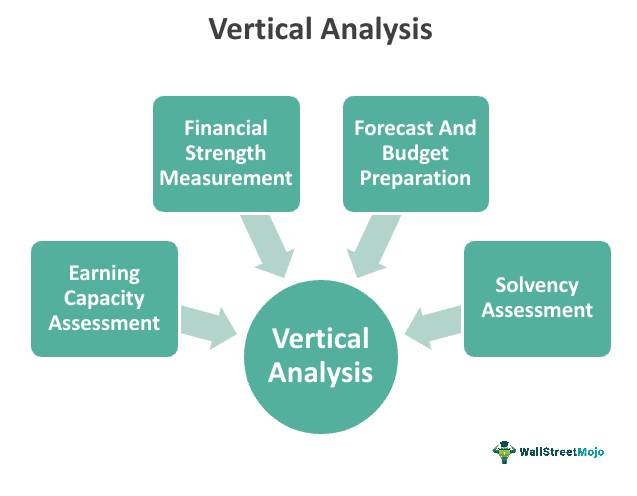 Vertical Analysis
Financial
Strength
Measurement
Forecast And
Budget
Preparation
Earning
Capacity
Assessment
Solvency
Assessment
Vertical
Analysis
WallStreetMojo